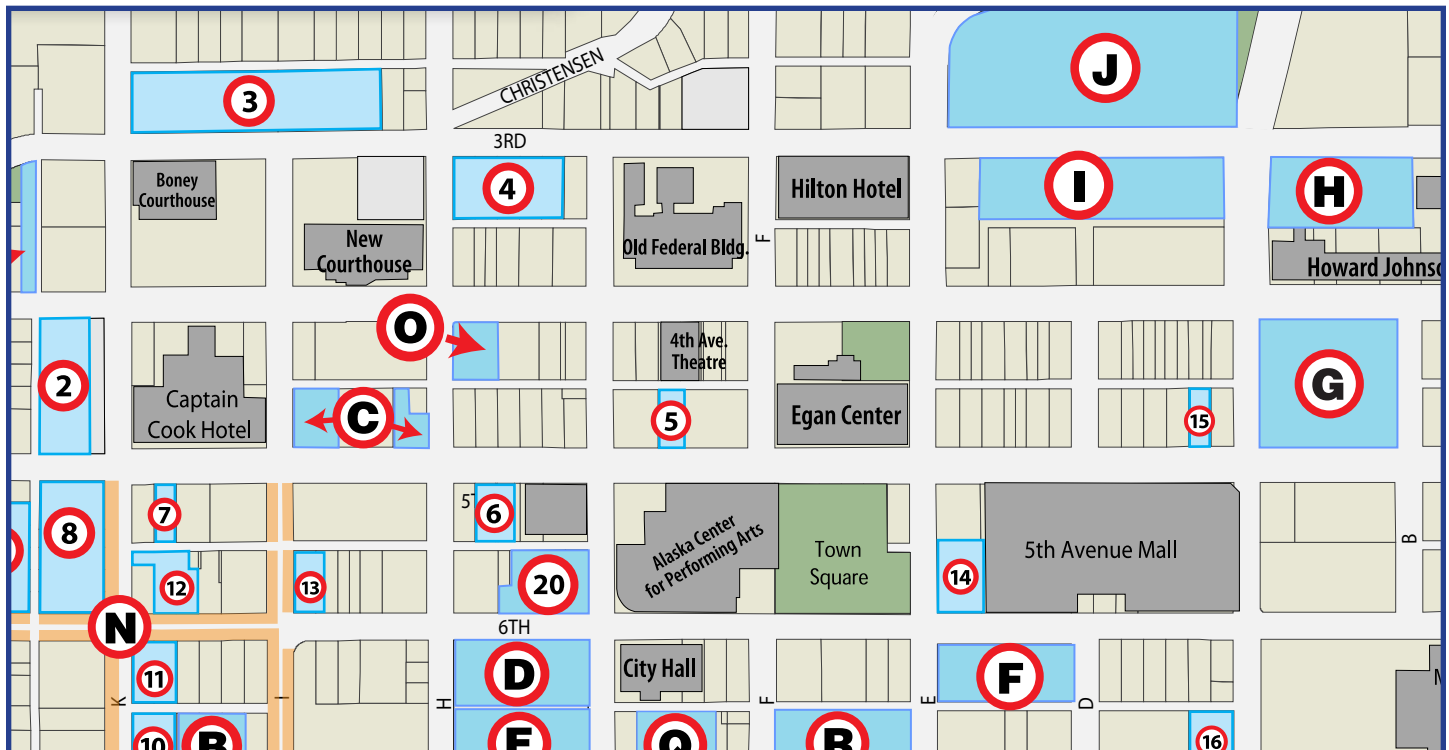 J
3
CHRISTENSEN
3RD
Boney
Courthouse
4
Hilton Hotel
I
H
New
Courthouse
Old Federal Bldg.
F
Howard Johnso
O
4th Ave.
Theatre
2
Captain
Cook Hotel
C
5
Egan Center
15
G
8
7
5T
6
Alaska Center
for Performing Arts
Town
Square
5th Avenue Mall
B
12
13
20
14
N
6TH
11
D
City Hall
F
K
I
H
F
E
D
10
B
E
Q
R
16